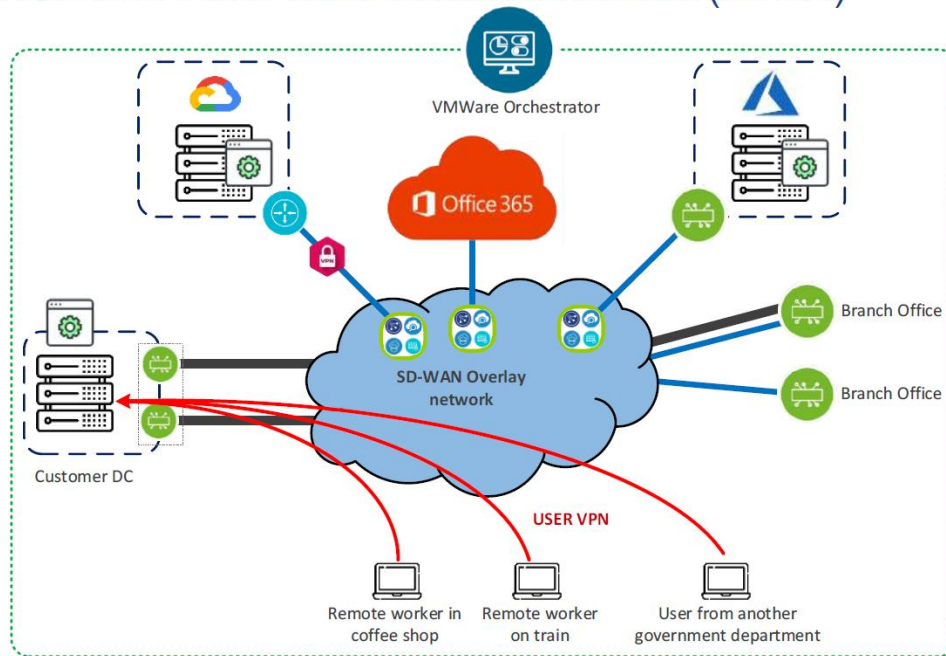 VMWare Orchestrator
Office 365
VPN
Branch Office
SD-WAN Overlay
network
Branch Office
Customer DC
USER VPN
Remote worker in
coffee shop
Remote worker
on train
User from another
government department